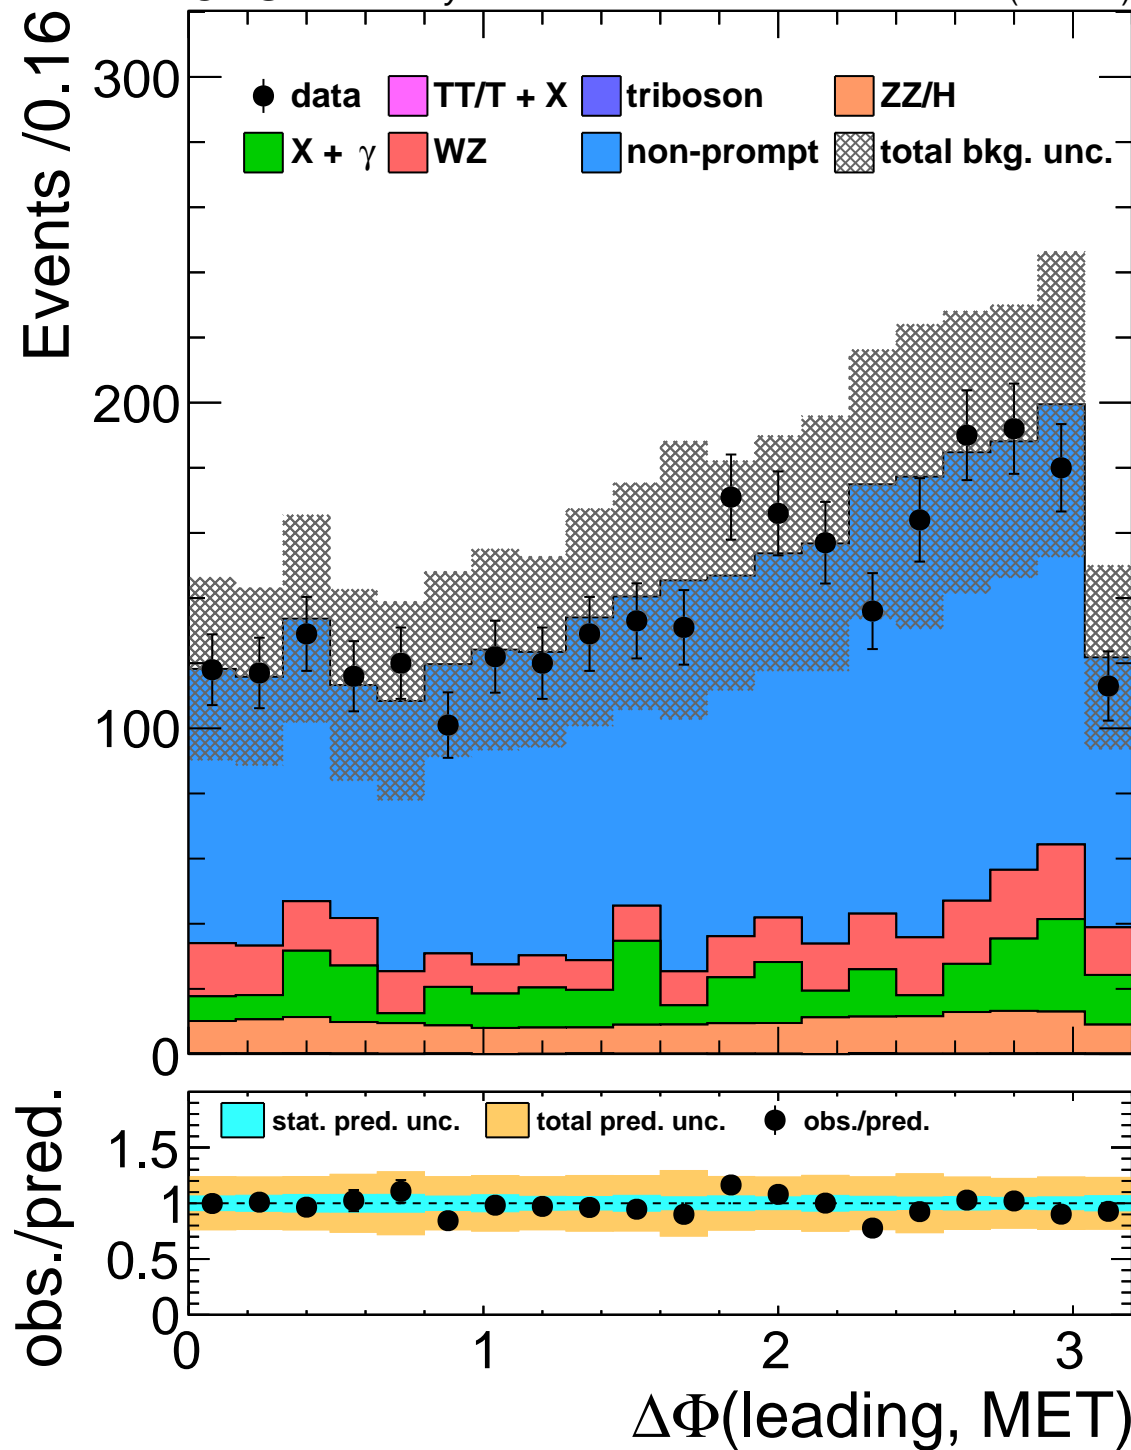 Events /0.16
300
200
100
0
data TT/T + X triboson ZZ/H
X + γ WZ non-prompt total bkg. unc.
obs./pred.
1.5
1
0.5
0
stat. pred. unc. total pred. unc. obs./pred.
0 1 2 3
ΔΦ(leading, MET)